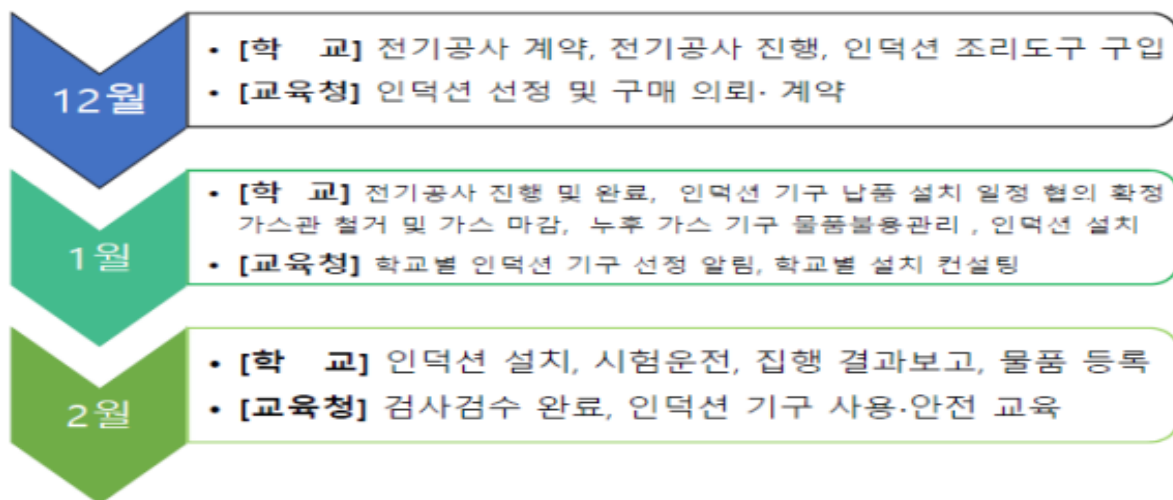 12월
• [학 교] 전기공사 계약, 전기공사 진행, 인덕션 조리도구 구입
• [교육청] 인덕션 선정 및 구매 의뢰· 계약
1월
• [학 교] 전기공사 진행 및 완료, 인덕션 기구 납품 설치 일정 협의 확정
가스관 철거 및 가스 마감, 누후 가스 기구 물품불용관리 , 인덕션 설치
• [교육청] 학교별 인덕션 기구 선정 알림, 학교별 설치 컨설팅
2월
• [학 교] 인덕션 설치, 시험운전, 집행 결과보고, 물품 등록
• [교육청] 검사검수 완료, 인덕션 기구 사용·안전 교육